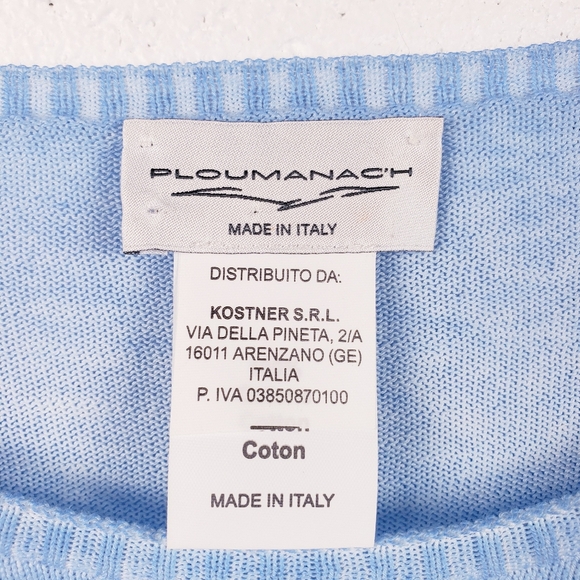 PLOUMANAC'H
MADE IN ITALY
DISTRIBUITO DA:
KOSTNER S.R.L.
VIA DELLA PINETA, 2/A
16011 ARENZANO (GE)
ITALIA
P. IVA 03850870100
Coton
MADE IN ITALY